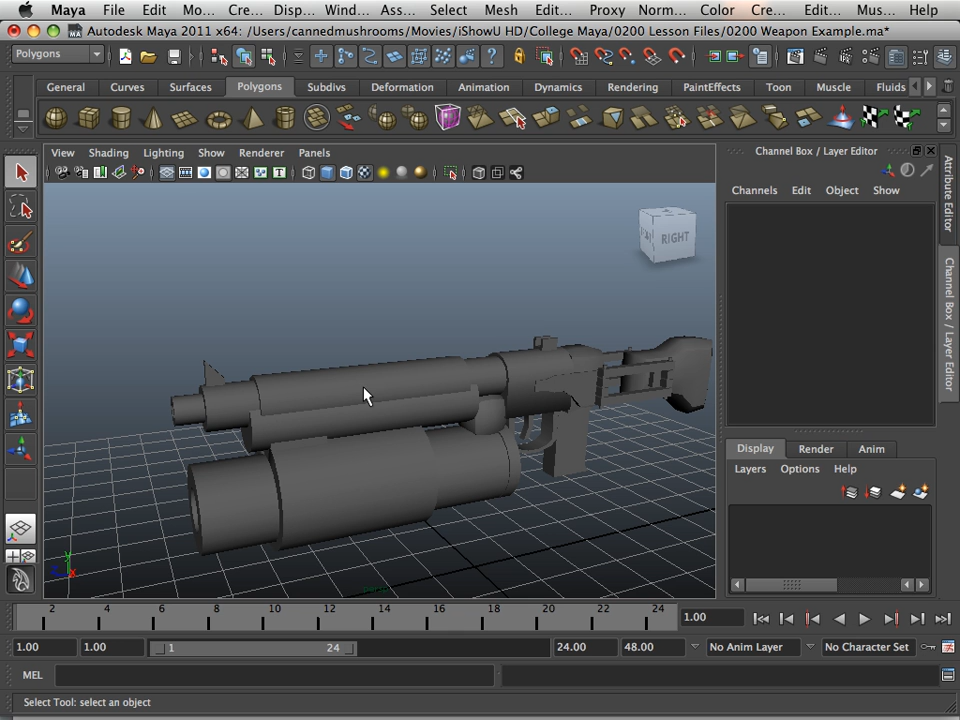 Maya File Edit Mo... Cre... Disp... Wind... Ass... Select Mesh Edit... Proxy Norm... Color Cre... Edit... Mus... Help
Autodesk Maya 2011 x64: /Users/cannedmushrooms/Movies/iShowU HD/College Maya/0200 Lesson Files/0200 Weapon Example.ma*
Polygons
General Curves Surfaces Polygons Subdivs Deformation Animation Dynamics Rendering PaintEffects Toon Muscle Fluids
View Shading Lighting Show Renderer Panels
Channel Box / Layer Editor
Channels Edit Object Show
Attribute Editor
Channel Box / Layer Editor
RIGHT
Display Render Anim
Layers Options Help
y
x
2 4 6 8 10 12 14 16 18 20 22 24
1.00
1.00 1.00 1 24 24.00 48.00 No Anim Layer No Character Set
MEL
Select Tool: select an object